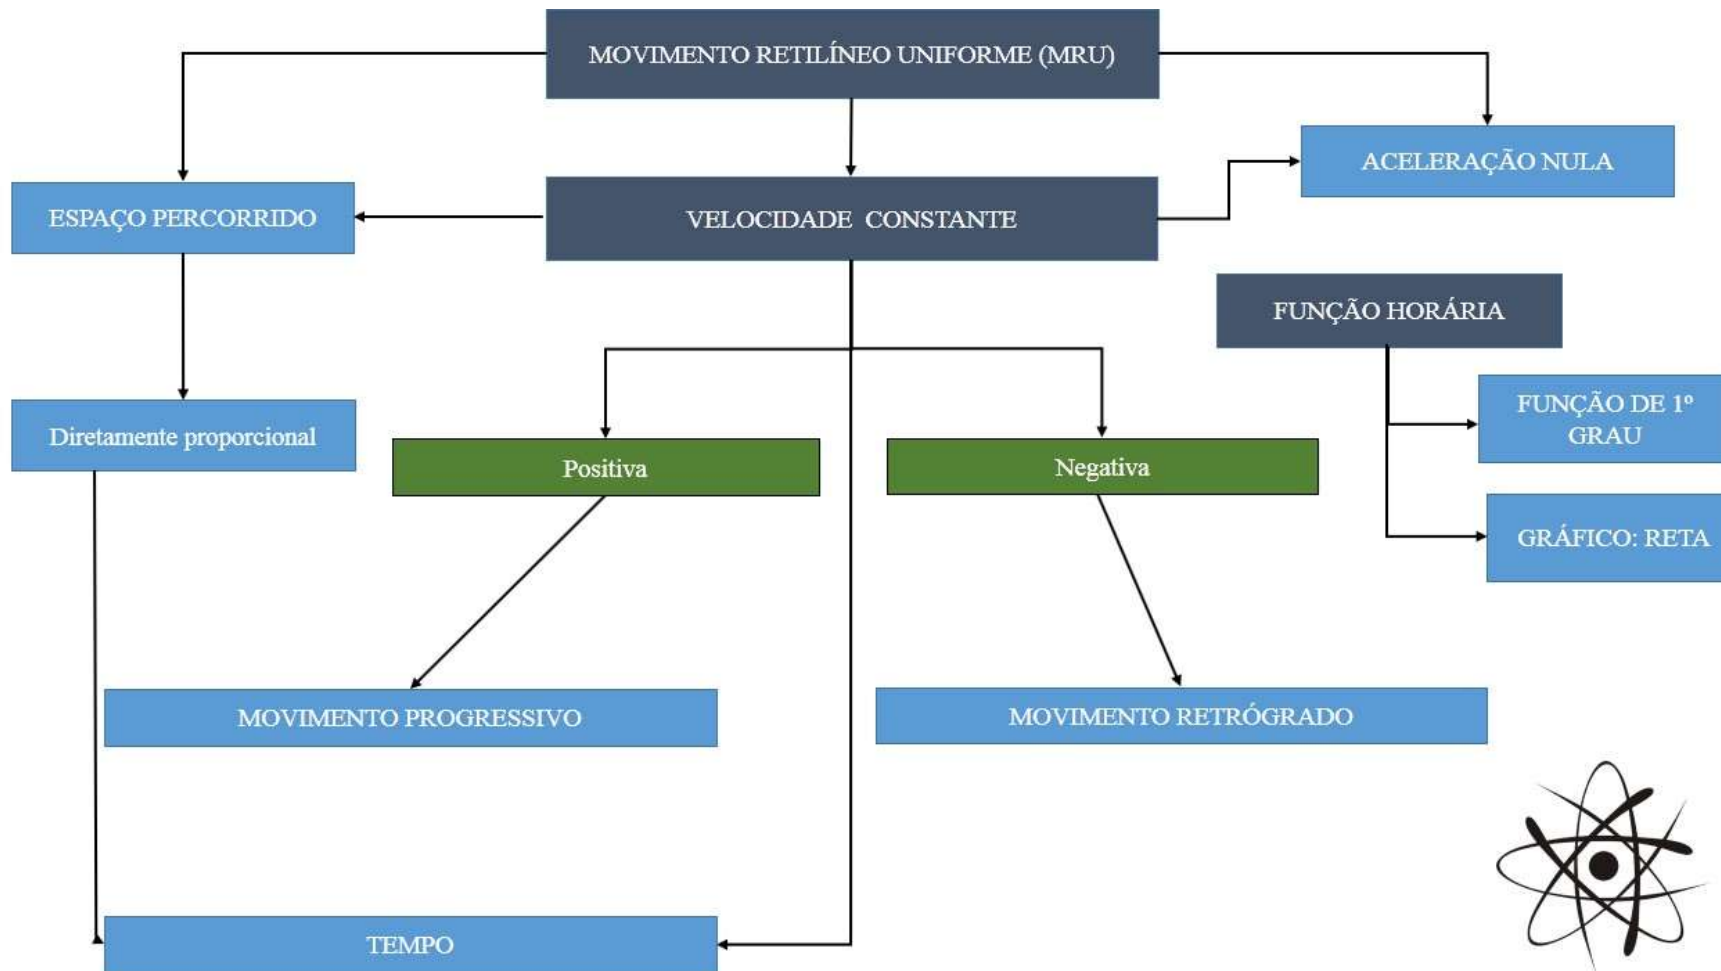 MOVIMENTO RETILÍNEO UNIFORME (MRU)
ACELERAÇÃO NULA
ESPAÇO PERCORRIDO
VELOCIDADE CONSTANTE
FUNÇÃO HORÁRIA
FUNÇÃO DE 1º
GRAU
Diretamente proporcional
Positiva
Negativa
GRÁFICO: RETA
MOVIMENTO PROGRESSIVO
MOVIMENTO RETRÓGRADO
TEMPO